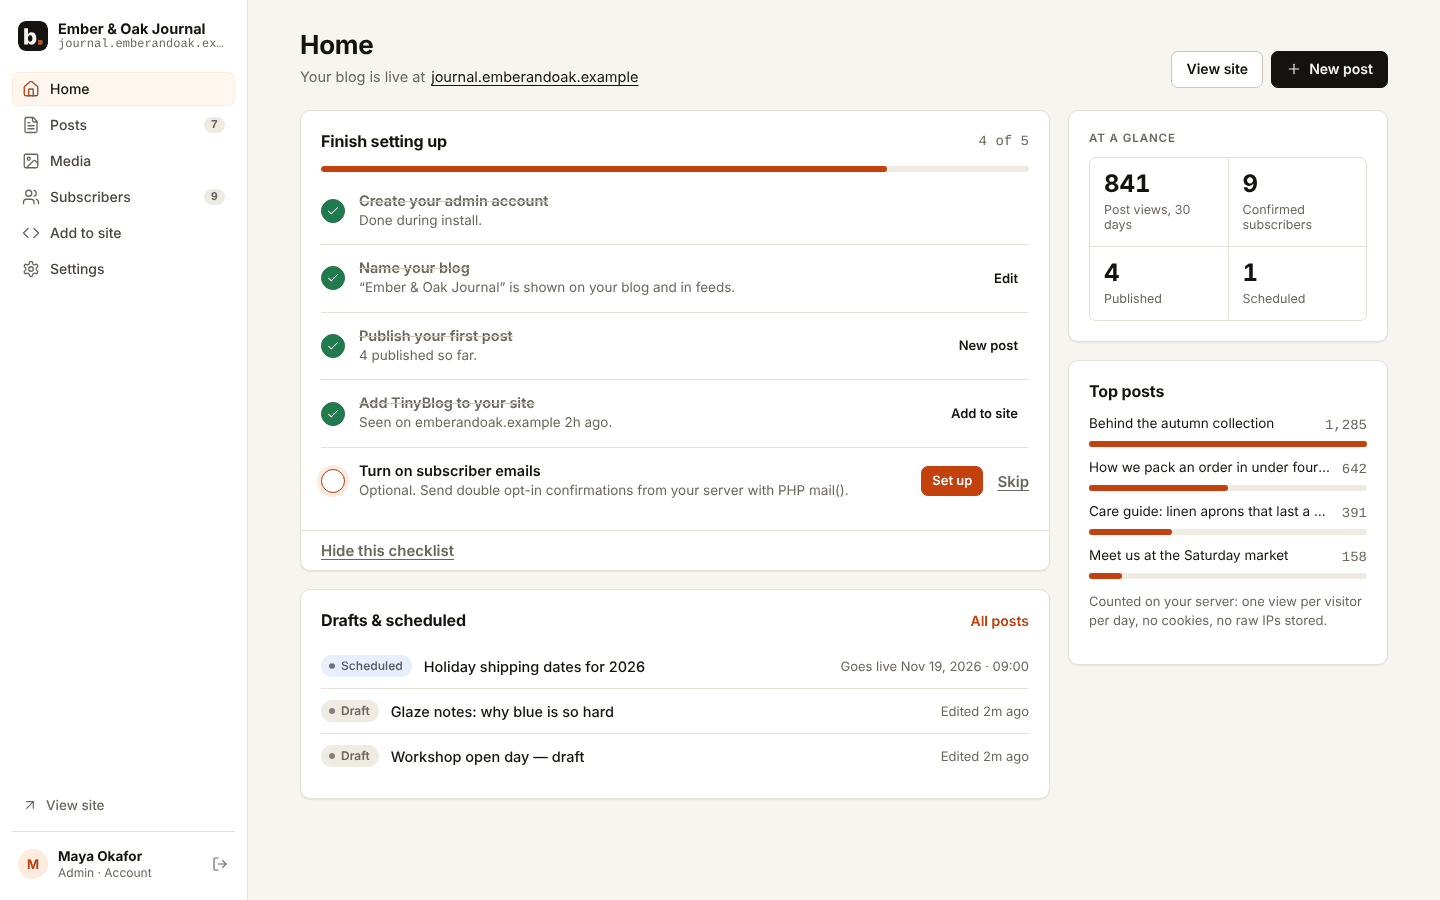 b.
Ember & Oak Journal
journal.emberandoak.ex…
Home
Posts 7
Media
Subscribers 9
Add to site
Settings
View site
M
Maya Okafor
Admin · Account
Home
Your blog is live at journal.emberandoak.example
View site
New post
Finish setting up
4 of 5
Create your admin account
Done during install.
Name your blog
“Ember & Oak Journal” is shown on your blog and in feeds.
Edit
Publish your first post
4 published so far.
New post
Add TinyBlog to your site
Seen on emberandoak.example 2h ago.
Add to site
Turn on subscriber emails
Optional. Send double opt-in confirmations from your server with PHP mail().
Set up
Skip
Hide this checklist
Drafts & scheduled
All posts
Scheduled Holiday shipping dates for 2026 Goes live Nov 19, 2026 · 09:00
Draft Glaze notes: why blue is so hard Edited 2m ago
Draft Workshop open day — draft Edited 2m ago
AT A GLANCE
841
Post views, 30
days
9
Confirmed
subscribers
4
Published
1
Scheduled
Top posts
Behind the autumn collection 1,285
How we pack an order in under four… 642
Care guide: linen aprons that last a … 391
Meet us at the Saturday market 158
Counted on your server: one view per visitor
per day, no cookies, no raw IPs stored.